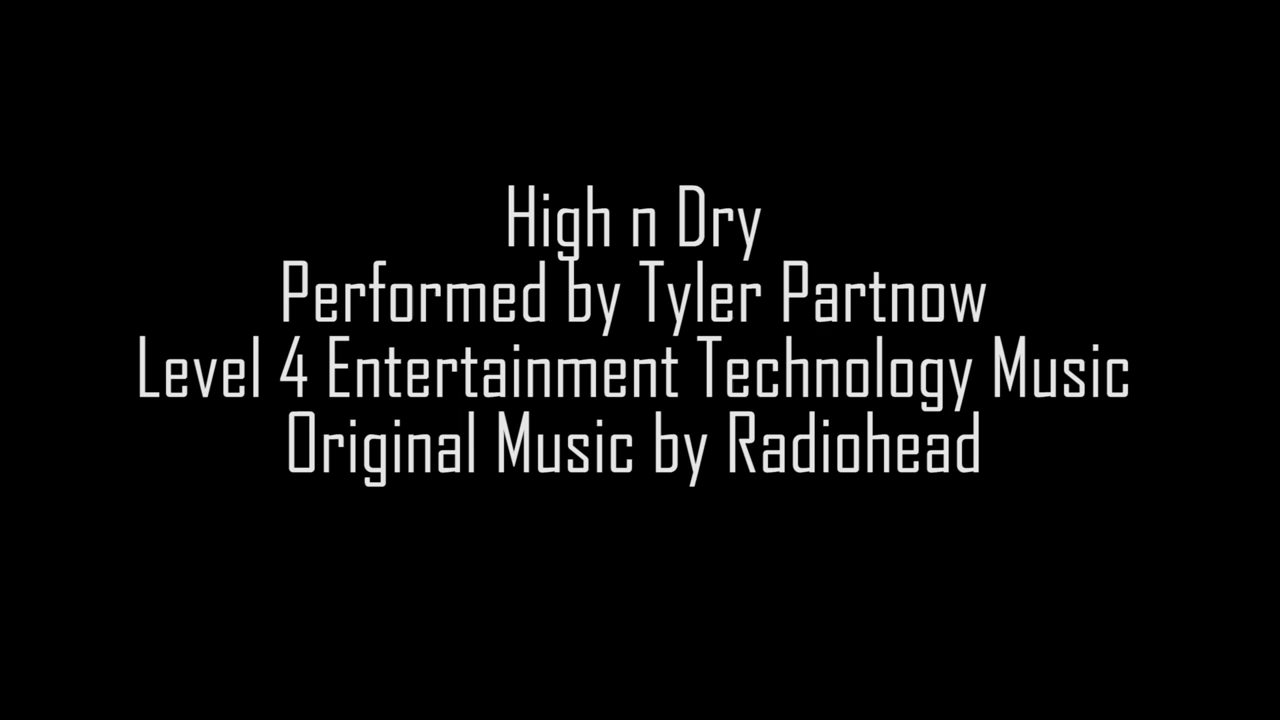 High n Dry
Performed by Tyler Partnow
Level 4 Entertainment Technology Music
Original Music by Radiohead